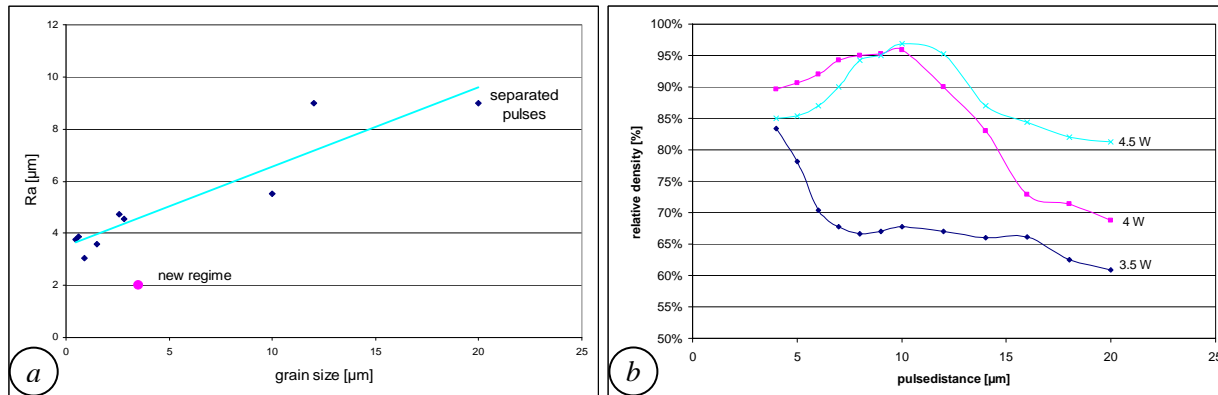 12
10
8
6
4
2
0
0
5
10
15
20
25
Ra [µm]
grain size [µm]
separated
pulses
new regime
a
100%
95%
90%
85%
80%
75%
70%
65%
60%
55%
50%
5
10
15
20
25
relative density [%]
pulsedistance [µm]
4.5 W
4 W
3.5 W
b